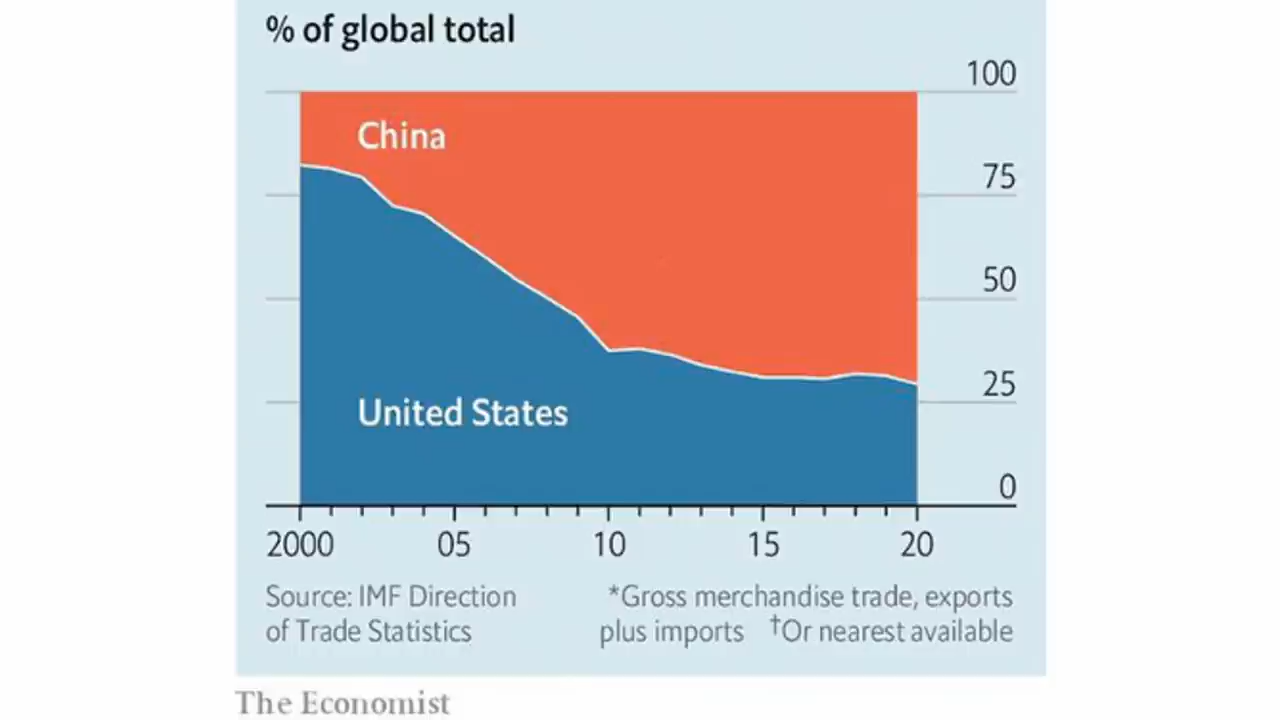 % of global total
100
China
75
50
25
United States
0
2000 05 10 15 20
Source: IMF Direction *Gross merchandise trade, exports
of Trade Statistics plus imports †Or nearest available
The Economist